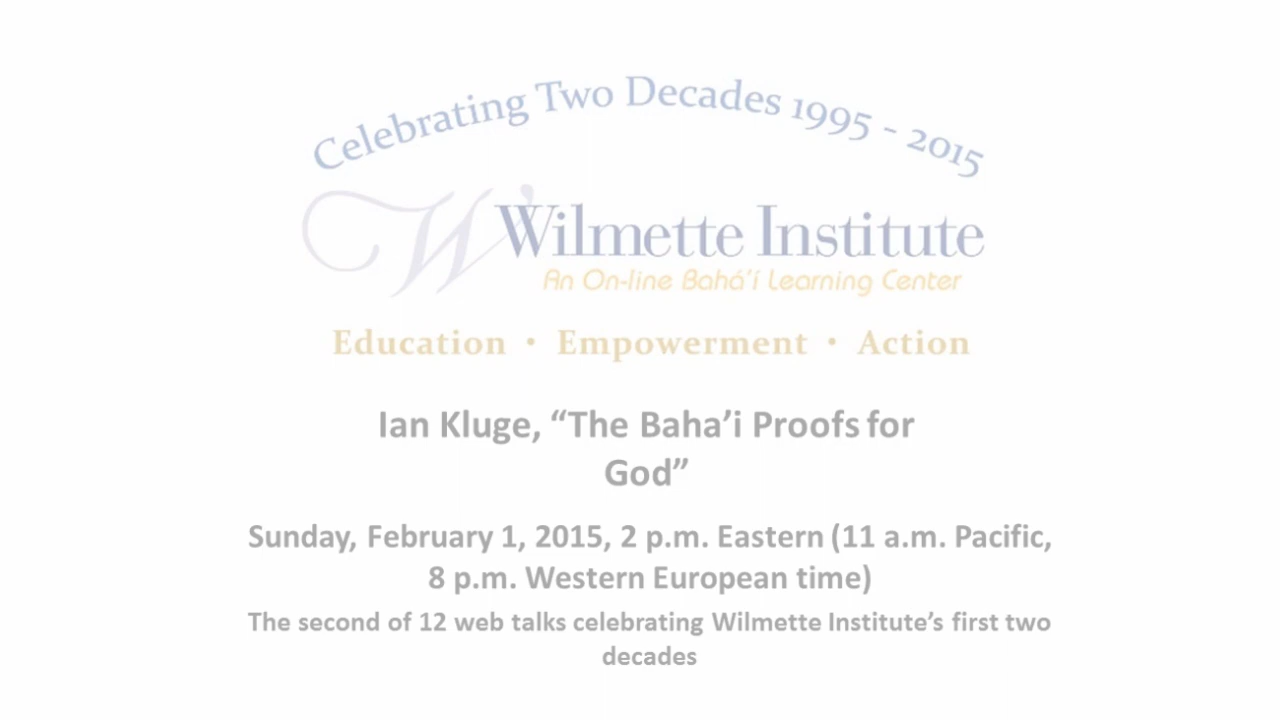 Celebrating Two Decades 1995 - 2015
Wilmette Institute
An On-line Bahá'í Learning Center
Education • Empowerment • Action
Ian Kluge, “The Baha’i Proofs for
God”
Sunday, February 1, 2015, 2 p.m. Eastern (11 a.m. Pacific,
8 p.m. Western European time)
The second of 12 web talks celebrating Wilmette Institute’s first two
decades